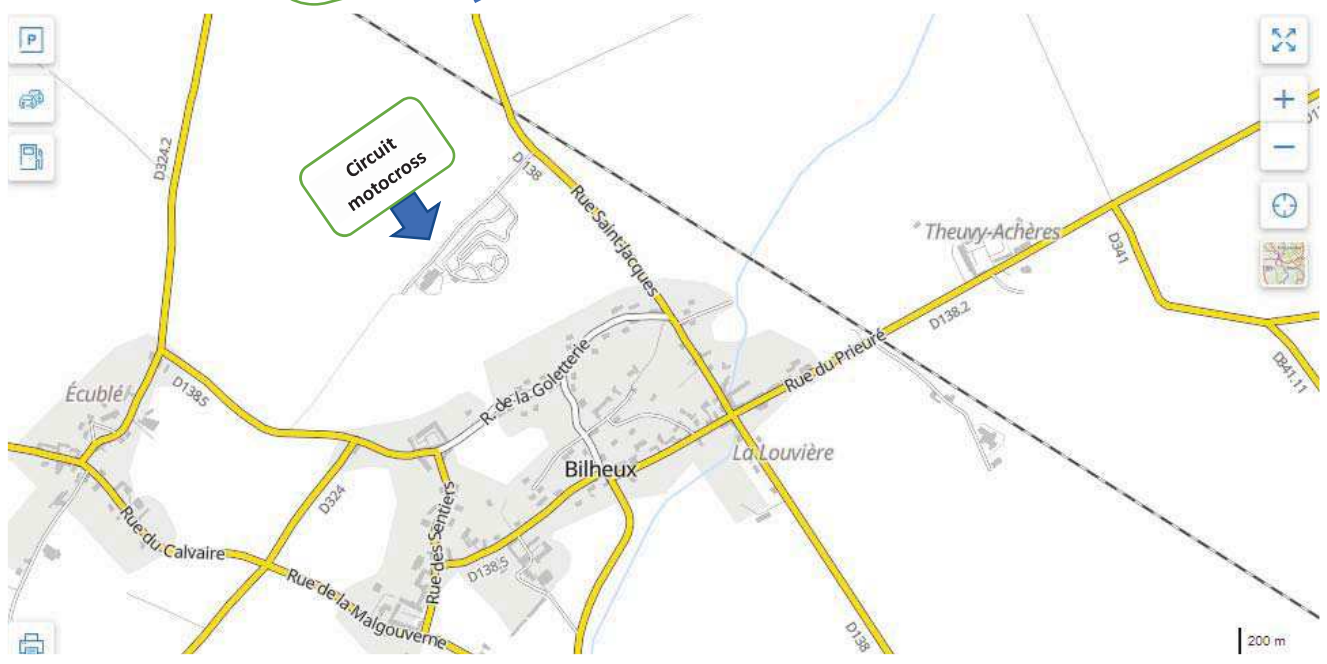 P
D324.2
Circuit
motocross
D138
Rue Saint-Jacques
Theuvy-Achères
D341
D138.2
D341.11
Écublé
D138.5
R. de la Goletterie
Rue du Prieuré
Bilheux
La Louvière
D324
Rue du Calvaire
Rue des Sentiers
D138.5
Rue de la Malgouverne
D138
200 m